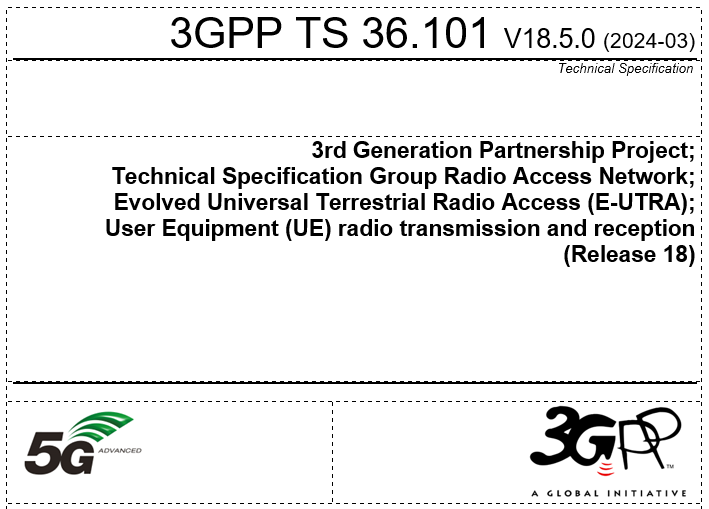 3GPP TS 36.101 V18.5.0 (2024-03)
Technical Specification
3rd Generation Partnership Project;
Technical Specification Group Radio Access Network;
Evolved Universal Terrestrial Radio Access (E-UTRA);
User Equipment (UE) radio transmission and reception
(Release 18)
5G ADVANCED
3GPP™
A GLOBAL INITIATIVE